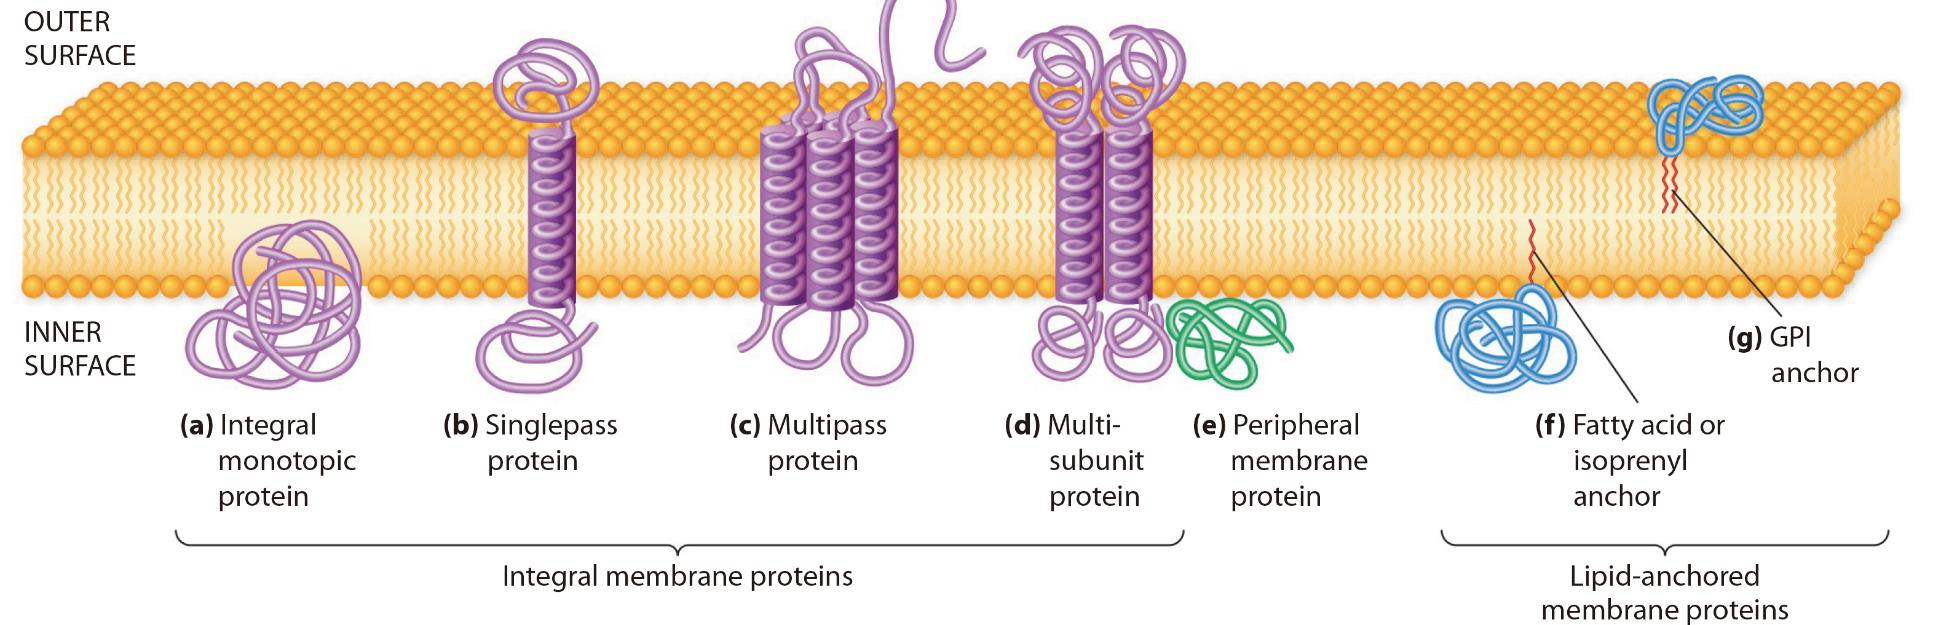 OUTER
SURFACE
INNER
SURFACE
(g) GPI
anchor
(a) Integral
monotopic
protein
(b) Singlepass
protein
(c) Multipass
protein
(d) Multi-
subunit
protein
(e) Peripheral
membrane
protein
(f) Fatty acid or
isoprenyl
anchor
Integral membrane proteins
Lipid-anchored
membrane proteins